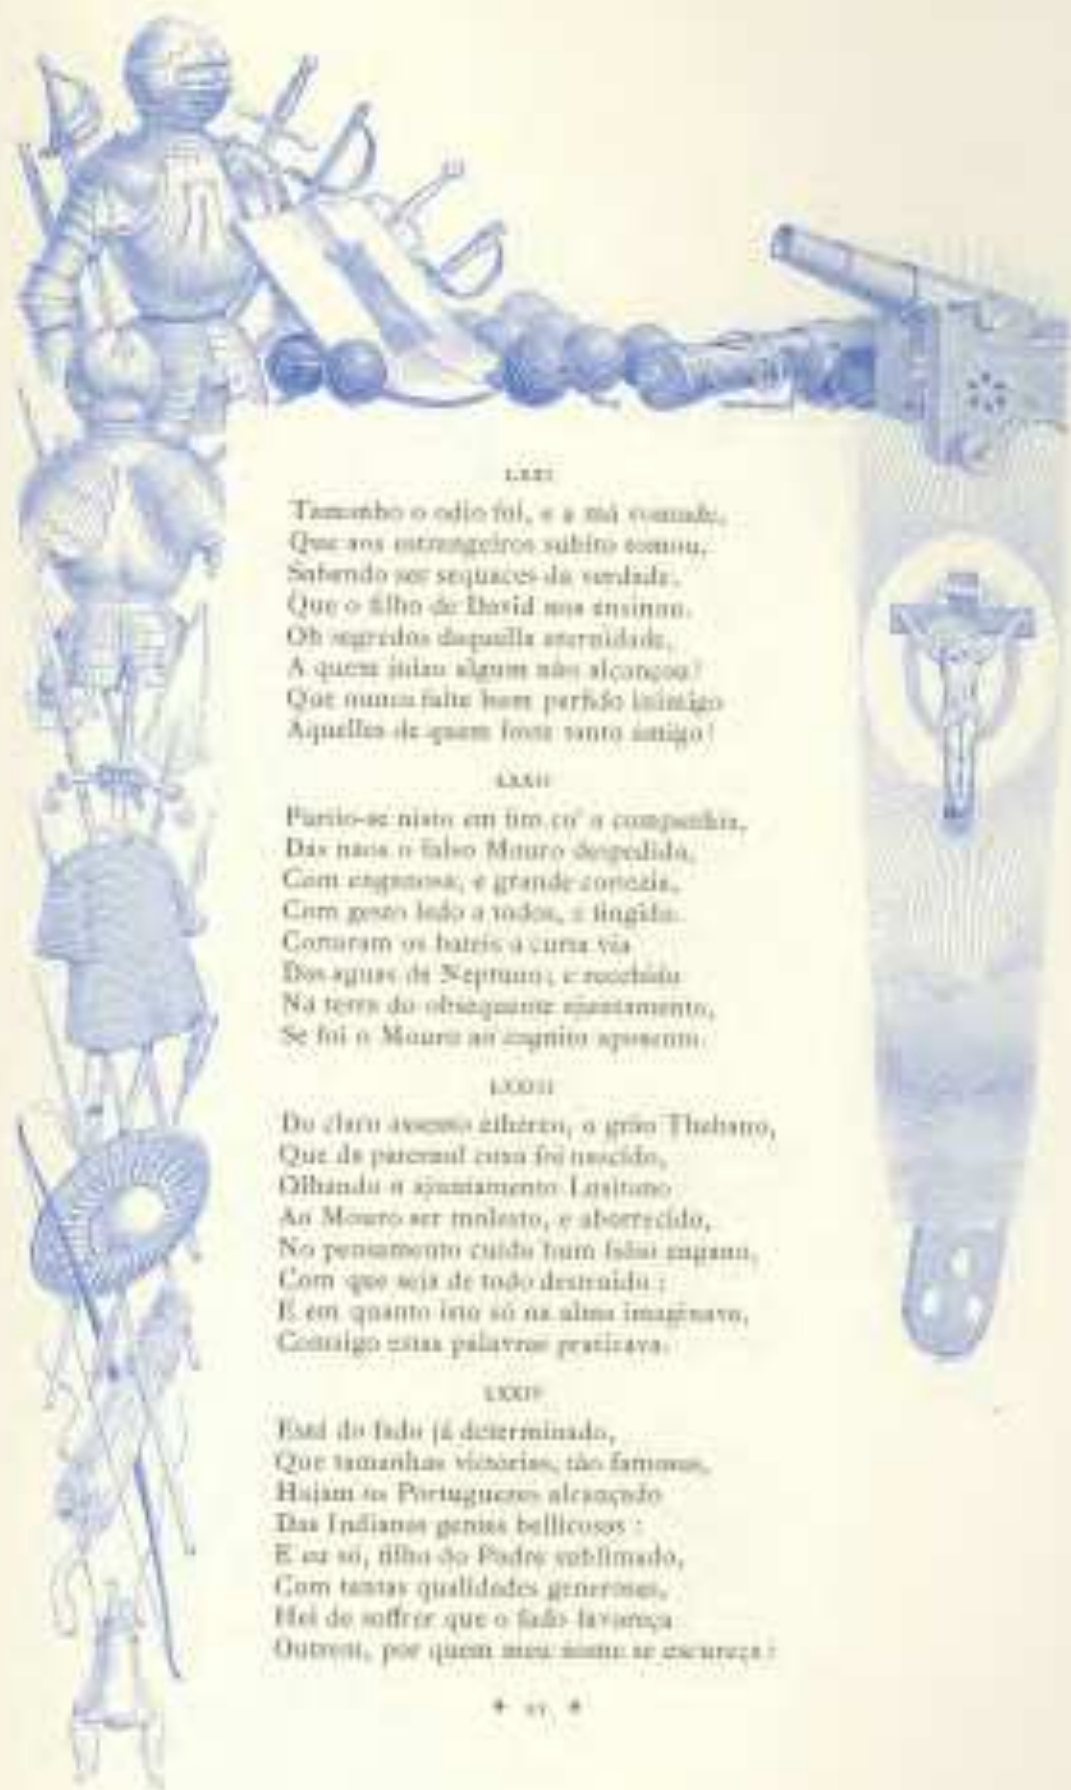 LXXI
Tamanho o odio foi, e a má vontade,
Que aos estrangeiros subito tomou,
Sabendo ser sequaces da verdade,
Que o filho de David nos ensinou.
Oh segredos daquella eternidade,
A quem juizo algum não alcançou!
Que nunca falte hum perfido inimigo
Aquelles de quem foste tanto amigo!
LXXII
Partio-se nisto em fim co' a companhia,
Das naos o falso Mouro despedido,
Com enganosa, e grande cortezia,
Com gesto ledo a todos, e fingido.
Cortaram os bateis a curta via
Das aguas de Neptuno; e recebido
Na terra do obsequente ajuntamento,
Se foi o Mouro ao cognito aposento.
LXXIII
Do claro assento ethereo, o grão Thebano,
Que da paternal coxa foi nascido,
Olhando o ajuntamento Lusitano
Ao Mouro ser molesto, e aborrecido,
No pensamento cuida hum falso engano,
Com que seja de todo destruido:
E em quanto isto só na alma imaginava,
Comsigo estas palavras praticava.
LXXIV
Está do fado já determinado,
Que tamanhas victorias, tão famosas,
Hajam os Portuguezes alcançado
Das Indianas gentes bellicosas:
E eu só, filho do Padre sublimado,
Com tantas qualidades generosas,
Hei de soffrer que o fado favoreça
Outrem, por quem meu nome se escureça?